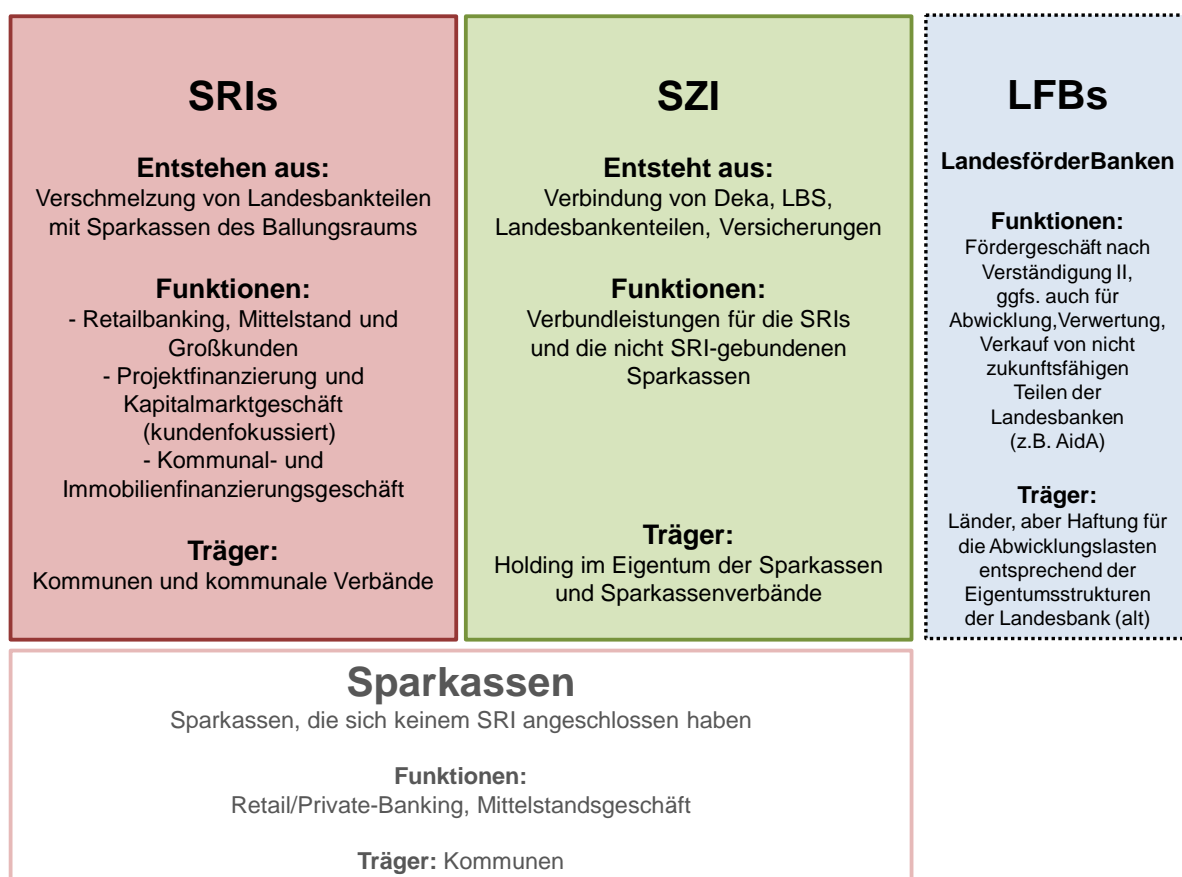 SRIs
Entstehen aus:
Verschmelzung von Landesbankteilen
mit Sparkassen des Ballungsraums
Funktionen:
- Retailbanking, Mittelstand und
Großkunden
- Projektfinanzierung und
Kapitalmarktgeschäft
(kundenfokussiert)
- Kommunal- und
Immobilienfinanzierungsgeschäft
Träger:
Kommunen und kommunale Verbände
SZI
Entsteht aus:
Verbindung von Deka, LBS,
Landesbankenteilen, Versicherungen
Funktionen:
Verbundleistungen für die SRIs
und die nicht SRI-gebundenen
Sparkassen
Träger:
Holding im Eigentum der Sparkassen
und Sparkassenverbände
LFBs
LandesförderBanken
Funktionen:
Fördergeschäft nach
Verständigung II,
ggfs. auch für
Abwicklung,Verwertung,
Verkauf von nicht
zukunftsfähigen
Teilen der
Landesbanken
(z.B. AidA)
Träger:
Länder, aber Haftung für
die Abwicklungslasten
entsprechend der
Eigentumsstrukturen
der Landesbank (alt)
Sparkassen
Sparkassen, die sich keinem SRI angeschlossen haben
Funktionen:
Retail/Private-Banking, Mittelstandsgeschäft
Träger: Kommunen